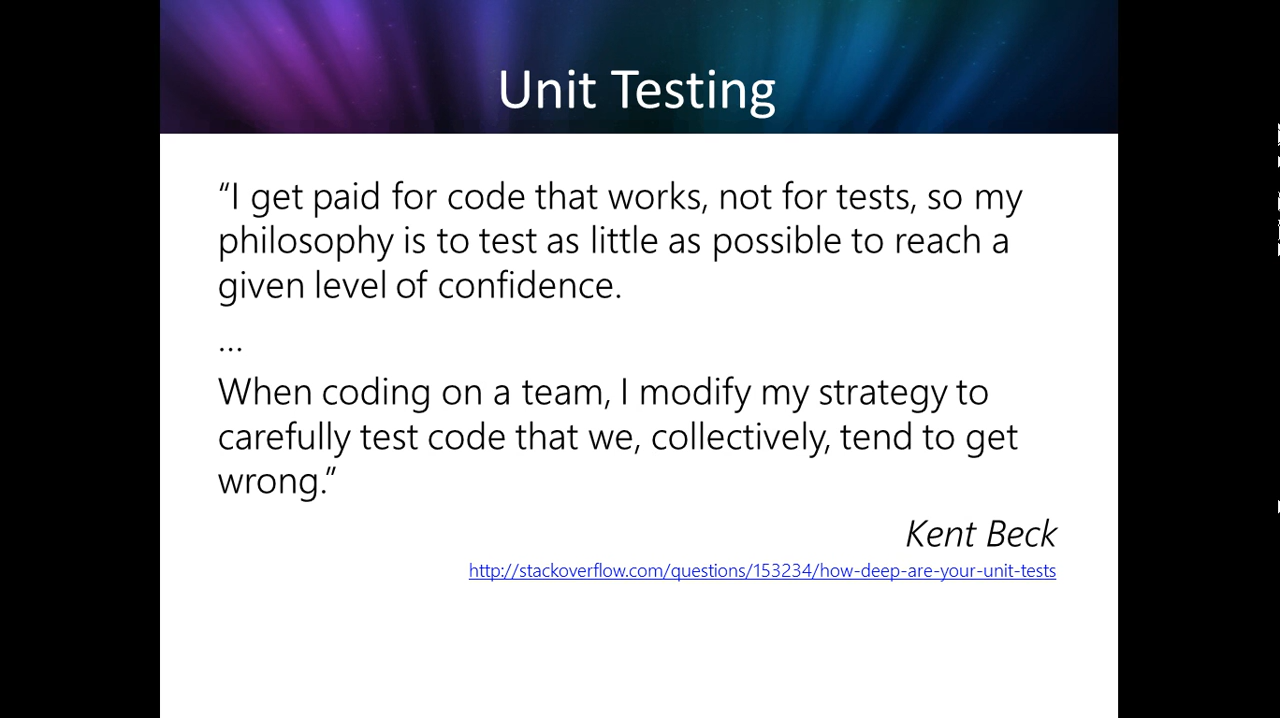 Unit Testing
“I get paid for code that works, not for tests, so my
philosophy is to test as little as possible to reach a
given level of confidence.
…
When coding on a team, I modify my strategy to
carefully test code that we, collectively, tend to get
wrong.”
Kent Beck
http://stackoverflow.com/questions/153234/how-deep-are-your-unit-tests